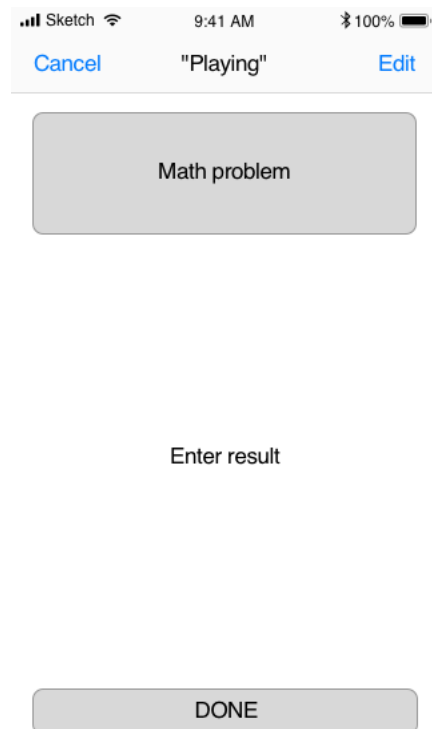 Sketch 9:41 AM 100%
Cancel "Playing" Edit
Math problem
Enter result
DONE